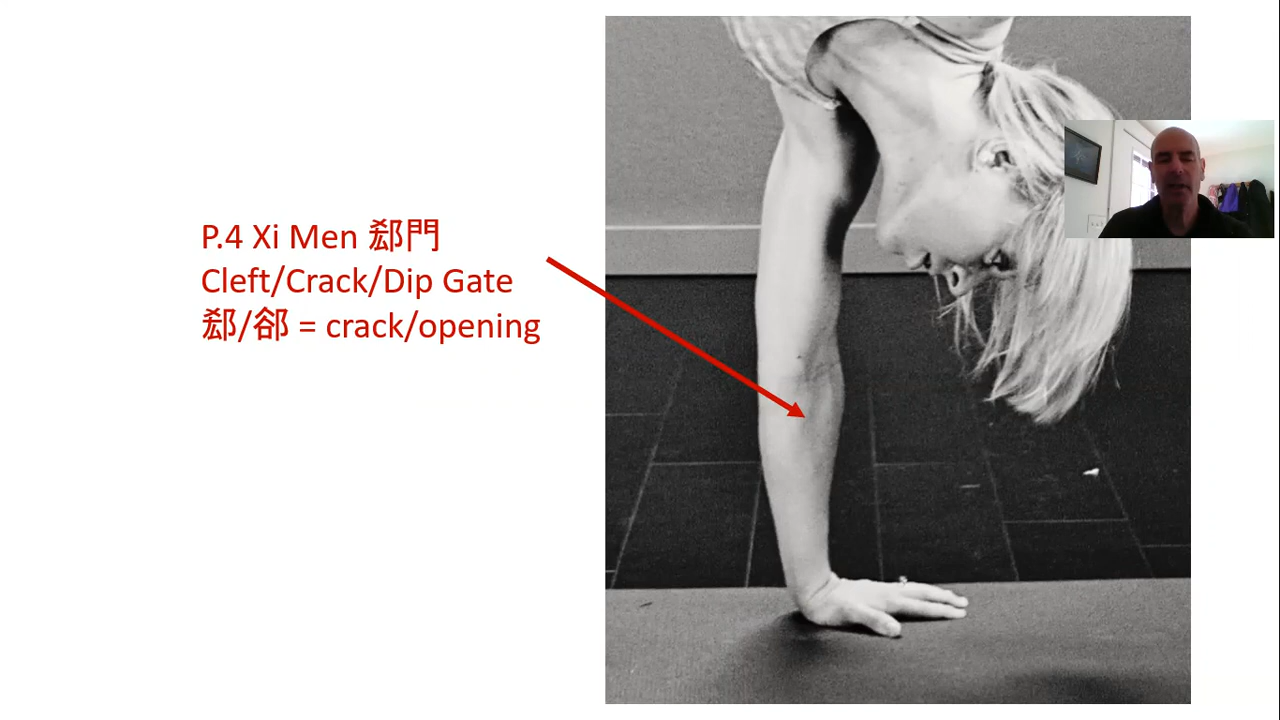 P.4 Xi Men 郄門
Cleft/Crack/Dip Gate
郄/郤 = crack/opening